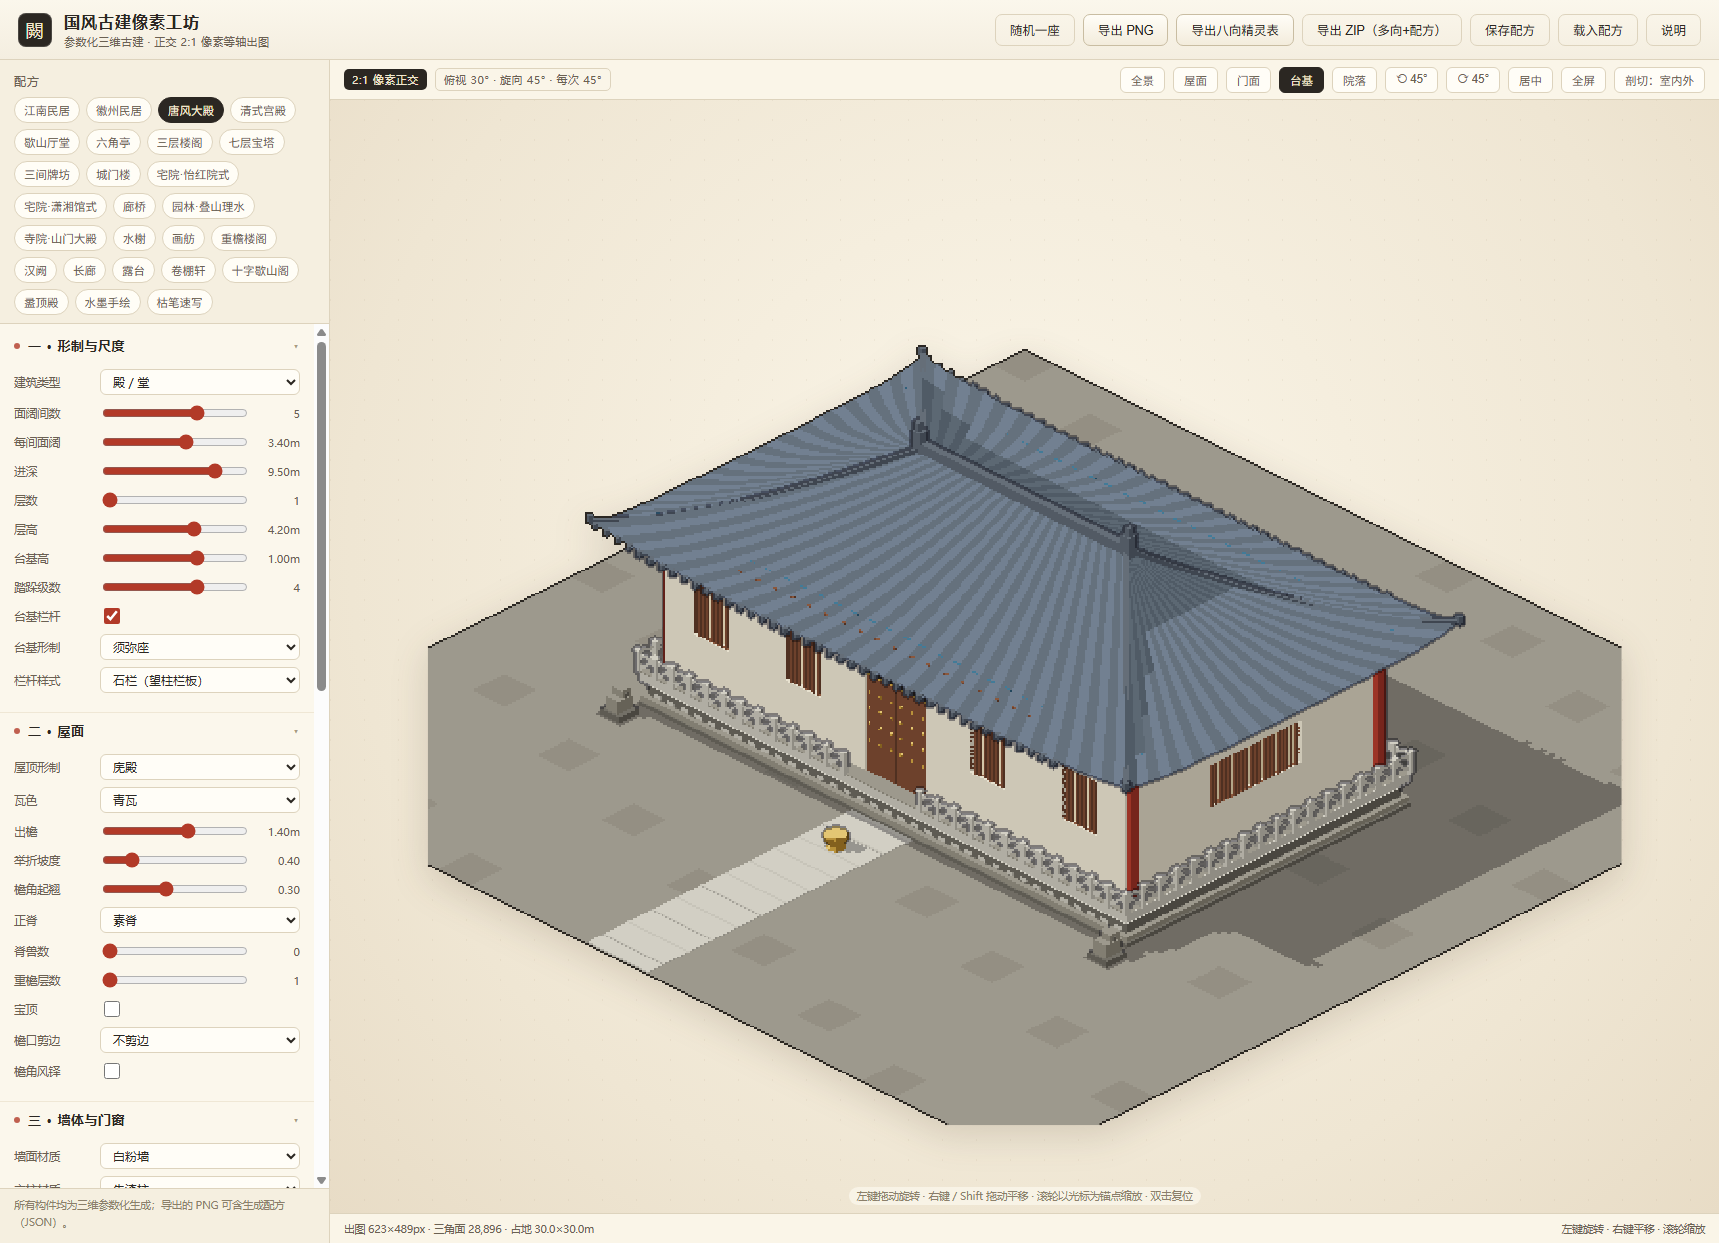 闕
国风古建像素工坊
参数化三维古建 · 正交 2:1 像素等轴出图
随机一座
导出 PNG
导出八向精灵表
导出 ZIP（多向+配方）
保存配方
载入配方
说明
配方
江南民居
徽州民居
唐风大殿
清式宫殿
歇山厅堂
六角亭
三层楼阁
七层宝塔
三间牌坊
城门楼
宅院·怡红院式
宅院·潇湘馆式
廊桥
园林·叠山理水
寺院·山门大殿
水榭
画舫
重檐楼阁
汉阙
长廊
露台
卷棚轩
十字歇山阁
盝顶殿
水墨手绘
枯笔速写
2:1 像素正交
俯视 30° · 旋向 45° · 每次 45°
全景
屋面
门面
台基
院落
⟲ 45°
⟳ 45°
居中
全屏
剖切：室内外
一 • 形制与尺度
建筑类型
殿 / 堂
面阔间数
5
每间面阔
3.40m
进深
9.50m
层数
1
层高
4.20m
台基高
1.00m
踏跺级数
4
台基栏杆
台基形制
须弥座
栏杆样式
石栏（望柱栏板）
二 • 屋面
屋顶形制
庑殿
瓦色
青瓦
出檐
1.40m
举折坡度
0.40
檐角起翘
0.30
正脊
素脊
脊兽数
0
重檐层数
1
宝顶
檐口剪边
不剪边
檐角风铎
三 • 墙体与门窗
墙面材质
白粉墙
所有构件均为三维参数化生成；导出的 PNG 可含生成配方（JSON）。
左键拖动旋转 · 右键 / Shift 拖动平移 · 滚轮以光标为锚点缩放 · 双击复位
出图 623×489px · 三角面 28,896 · 占地 30.0×30.0m
左键旋转 · 右键平移 · 滚轮缩放